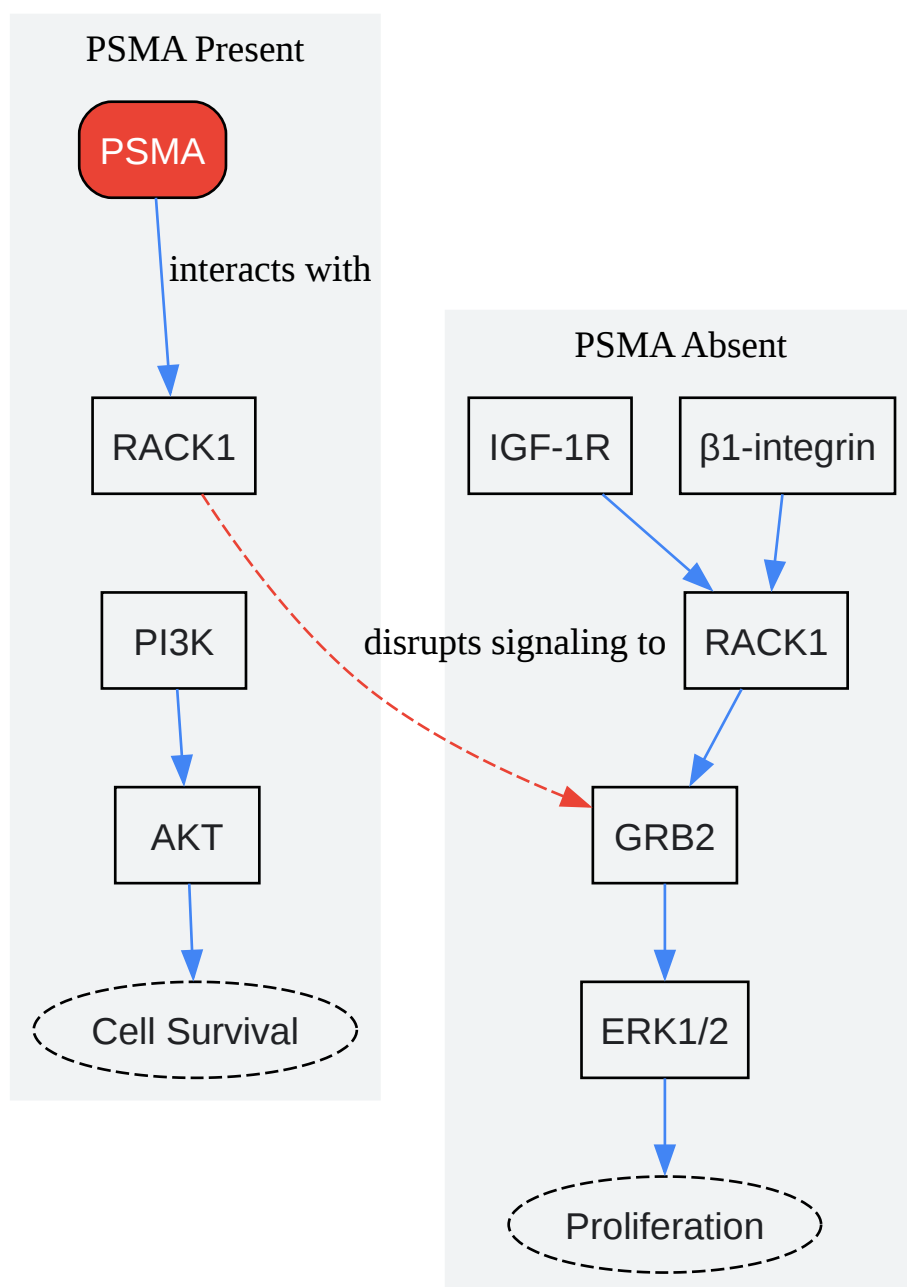 PSMA Present
PSMA
interacts with
RACK1
PI3K
AKT
Cell Survival
disrupts signaling to
PSMA Absent
IGF-1R
β1-integrin
RACK1
GRB2
ERK1/2
Proliferation